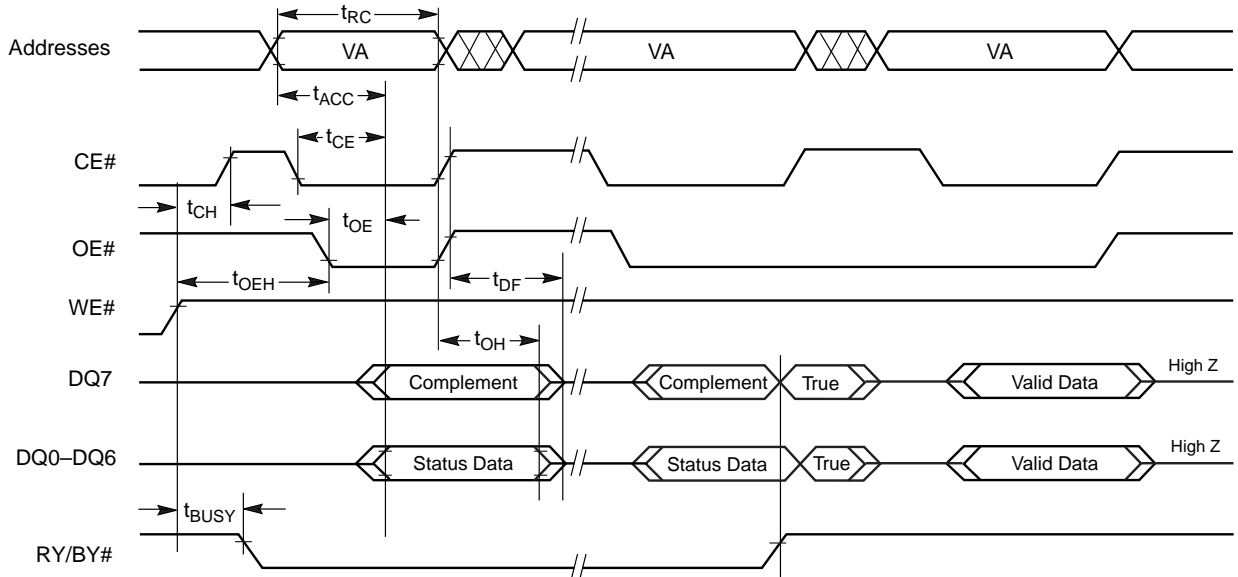 tRC
Addresses VA VA VA
tACC
tCE
CE#
tCH tOE
OE#
tOEH tDF
WE#
tOH
DQ7 Complement Complement True Valid Data High Z
DQ0–DQ6 Status Data Status Data True Valid Data High Z
tBUSY
RY/BY#